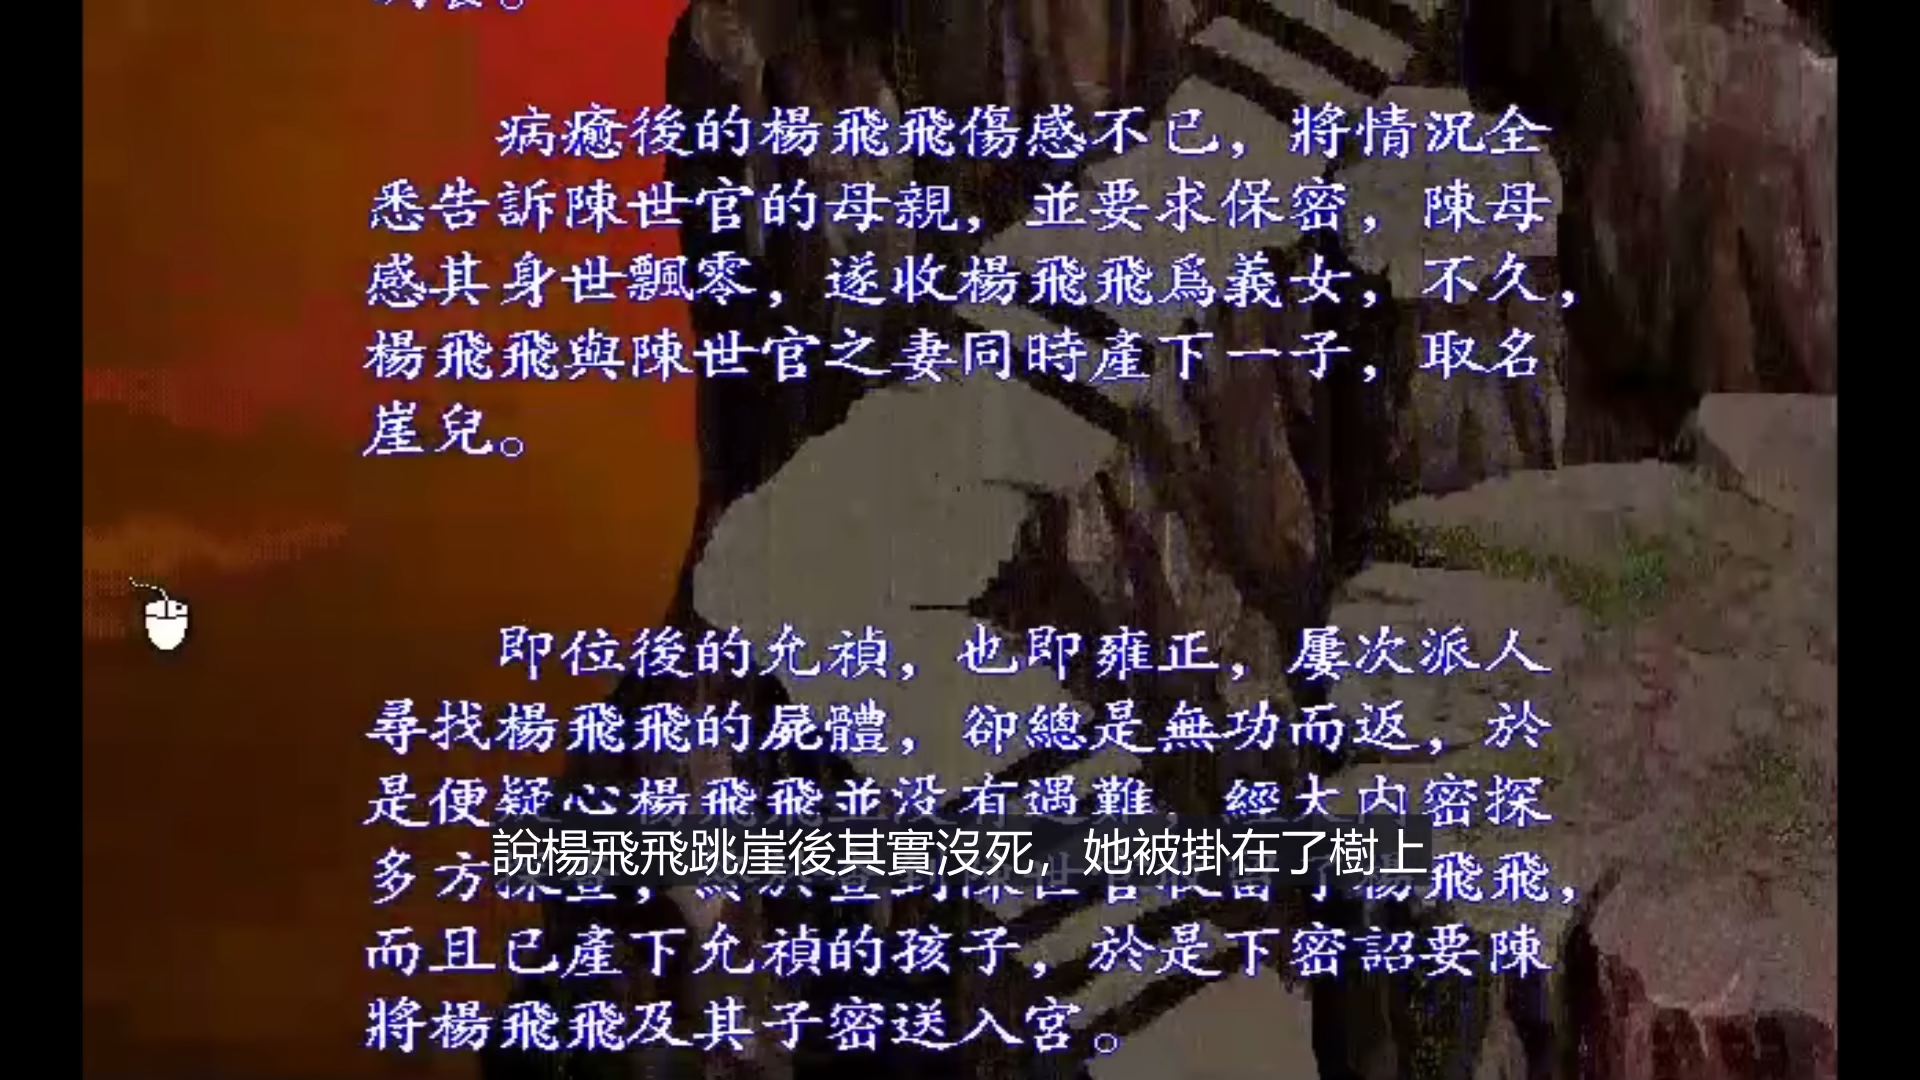 病癒後的楊飛飛傷感不已，將情況全
悉告訴陳世官的母親，並要求保密，陳母
感其身世飄零，遂收楊飛飛爲義女，不久，
楊飛飛與陳世官之妻同時產下一子，取名
崖兒。
即位後的允禎，也即雍正，屢次派人
尋找楊飛飛的屍體，卻總是無功而返，於
是便疑心楊飛飛並没有遇難，經大内密探
多方
飛飛，
說楊飛飛跳崖後其實沒死，她被掛在了樹上
而且已產下允禎的孩子，於是下密詔要陳
將楊飛飛及其子密送入宮。